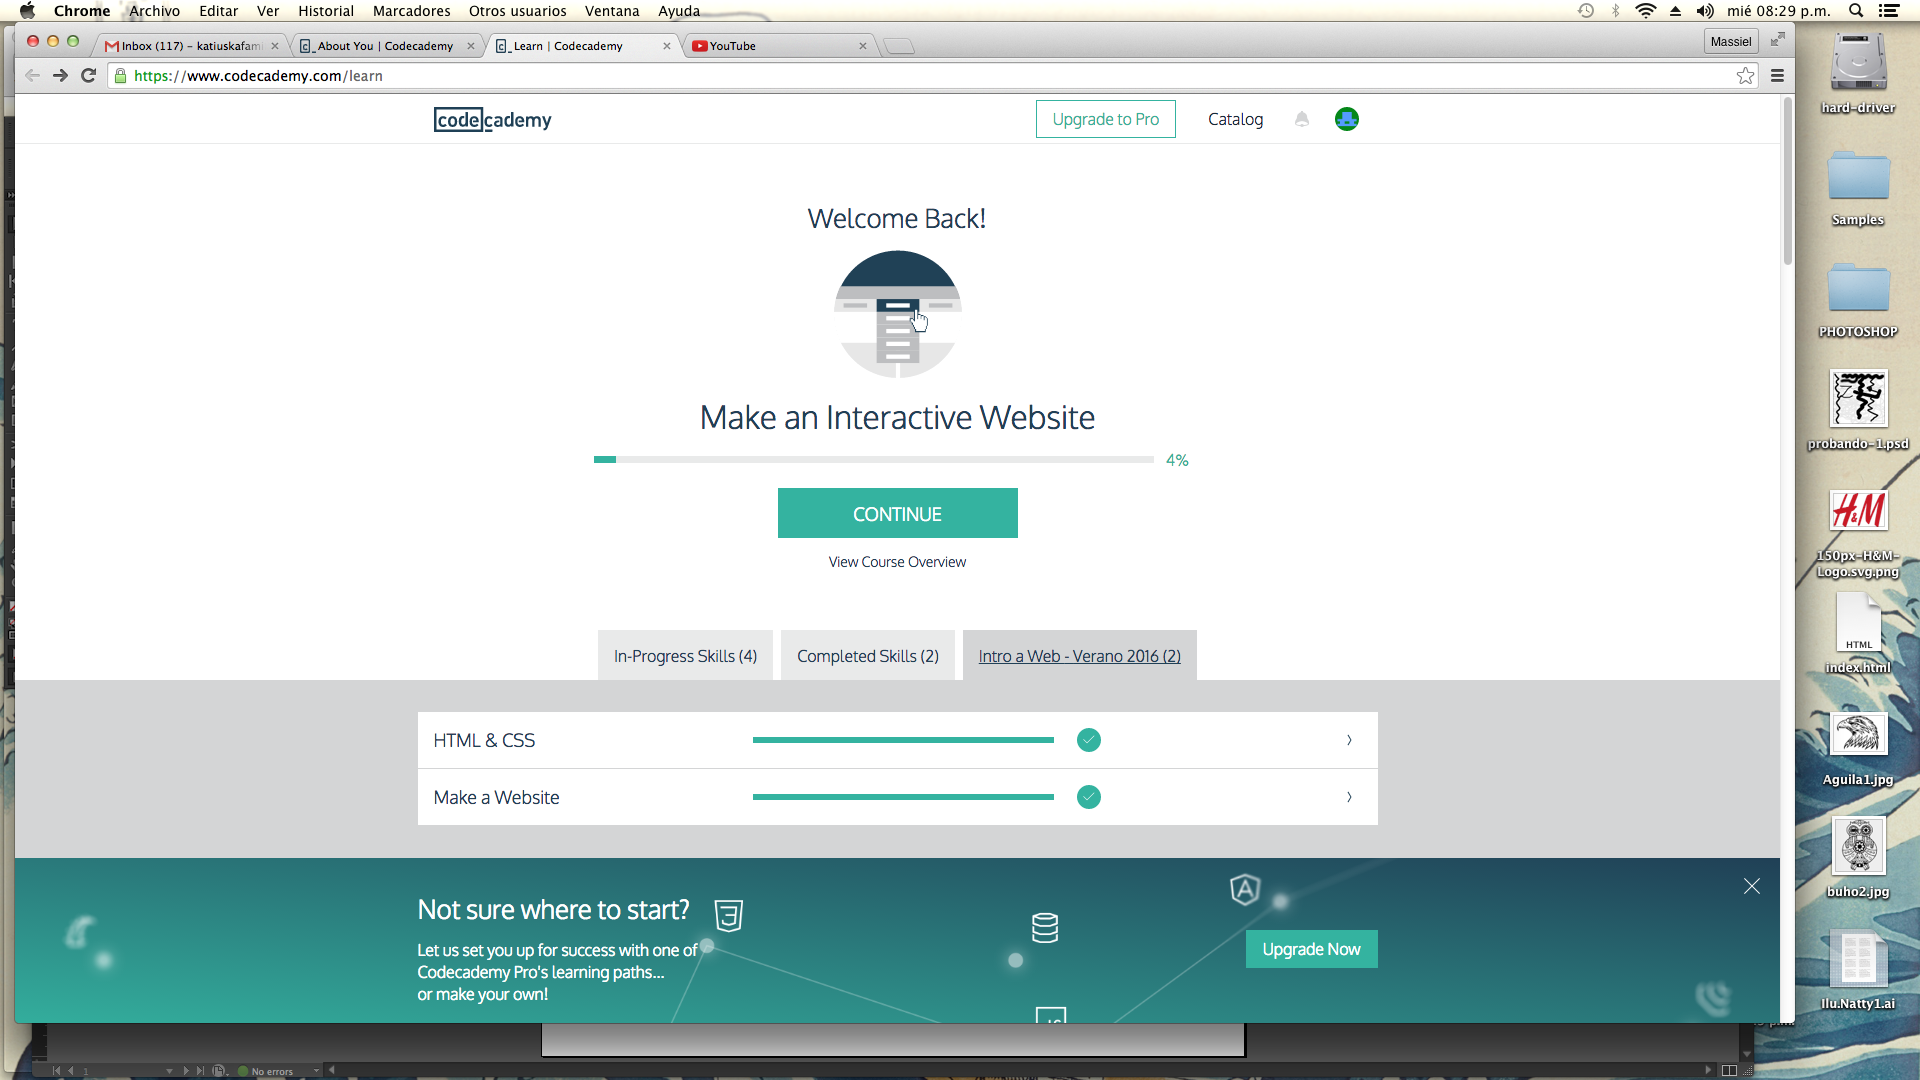 Chrome Archivo Editar Ver Historial Marcadores Otros usuarios Ventana Ayuda mié 08:29 p.m.
Inbox (117) – katiuskafami
About You | Codecademy
Learn | Codecademy
YouTube
Massiel
https://www.codecademy.com/learn
codecademy
Upgrade to Pro
Catalog
Welcome Back!
Make an Interactive Website
4%
CONTINUE
View Course Overview
In-Progress Skills (4)
Completed Skills (2)
Intro a Web - Verano 2016 (2)
HTML & CSS
Make a Website
Not sure where to start?
Let us set you up for success with one of
Codecademy Pro's learning paths...
or make your own!
Upgrade Now
1
No errors
hard-driver
Samples
PHOTOSHOP
probando-1.psd
H&M
150px-H&M-
Logo.svg.png
HTML
index.html
Aguila1.jpg
buho2.jpg
Ilu.Natty1.ai